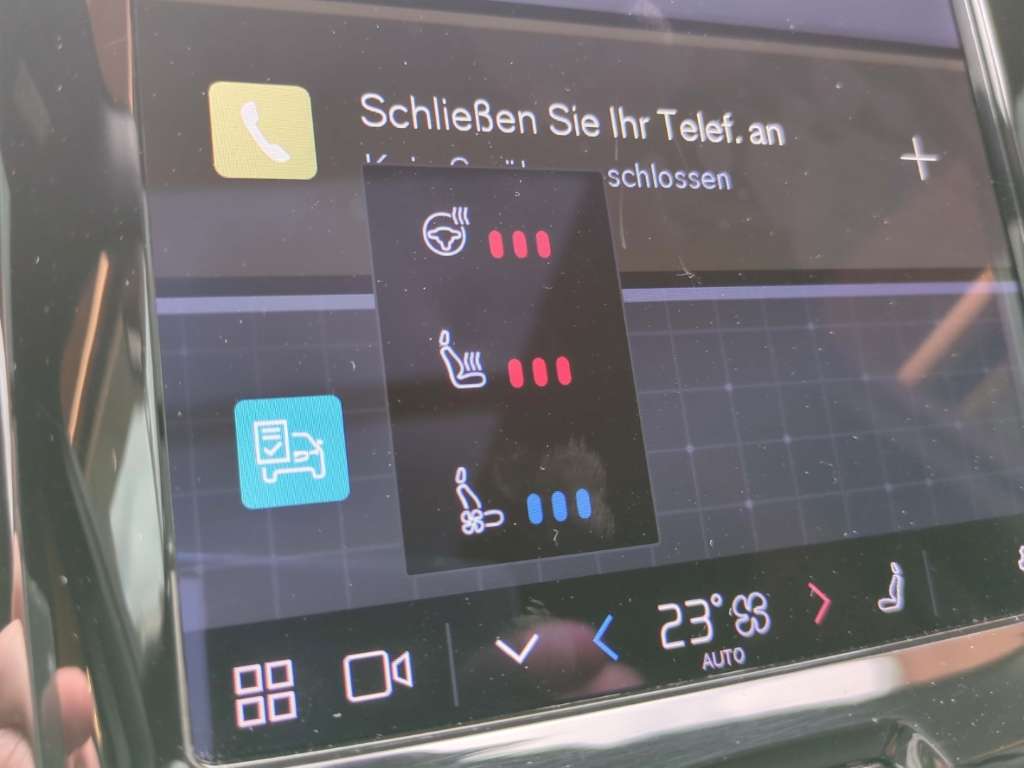 Schließen Sie Ihr Telef. an
schlossen
23°
AUTO